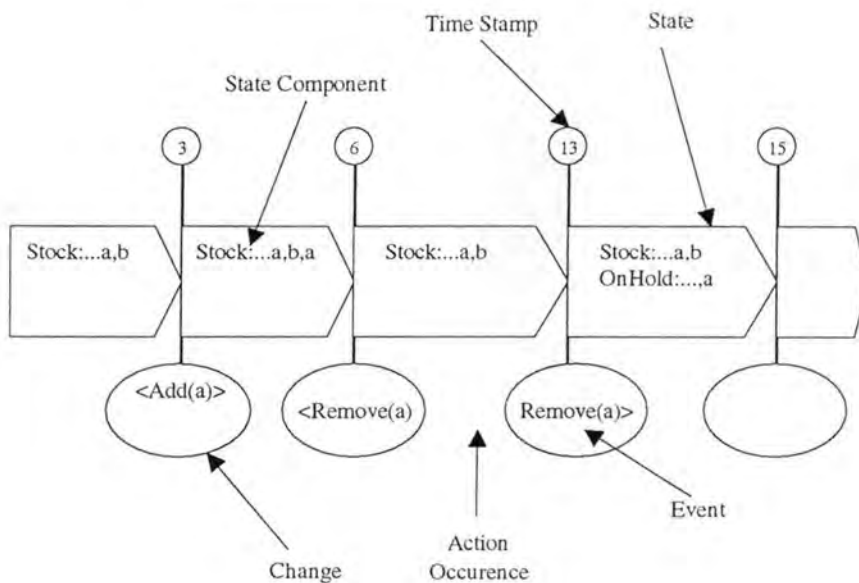 Time Stamp
State
State Component
3
6
13
15
Stock:...a,b
Stock:...a,b,a
Stock:...a,b
Stock:...a,b
OnHold:...,a
<Add(a)>
<Remove(a)
Remove(a)>
Event
Action
Occurence
Change